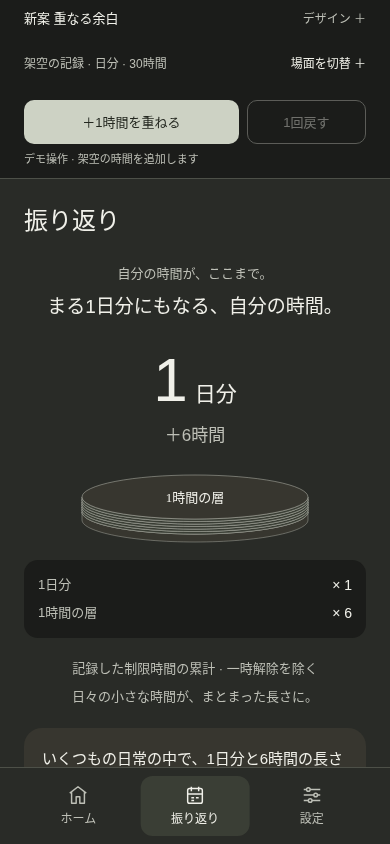 新案 重なる余白
デザイン ＋
架空の記録 · 日分 · 30時間
場面を切替 ＋
＋1時間を重ねる
1回戻す
デモ操作 · 架空の時間を追加します
振り返り
自分の時間が、ここまで。
まる1日分にもなる、自分の時間。
1 日分
＋6時間
1時間の層
1日分 × 1
1時間の層 × 6
記録した制限時間の累計 · 一時解除を除く
日々の小さな時間が、まとまった長さに。
いくつもの日常の中で、1日分と6時間の長さ
ホーム
振り返り
設定